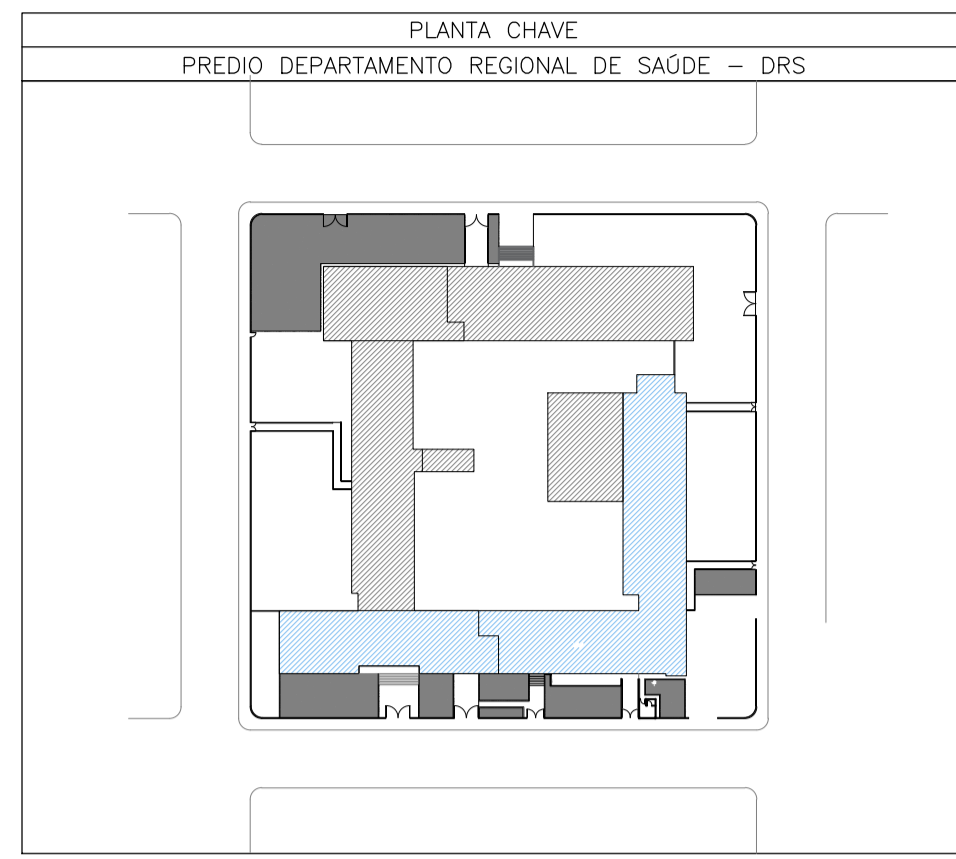 PLANTA CHAVE
PREDIO DEPARTAMENTO REGIONAL DE SAÚDE – DRS